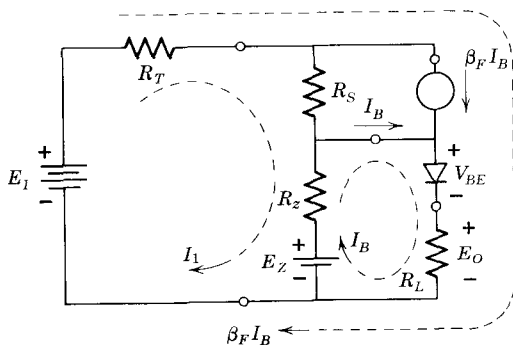 R_T
β_F I_B
R_S
I_B
+
+
E_I
V_BE
−
−
R_z
+
+
I_1
E_Z
I_B
E_O
−
R_L
−
β_F I_B